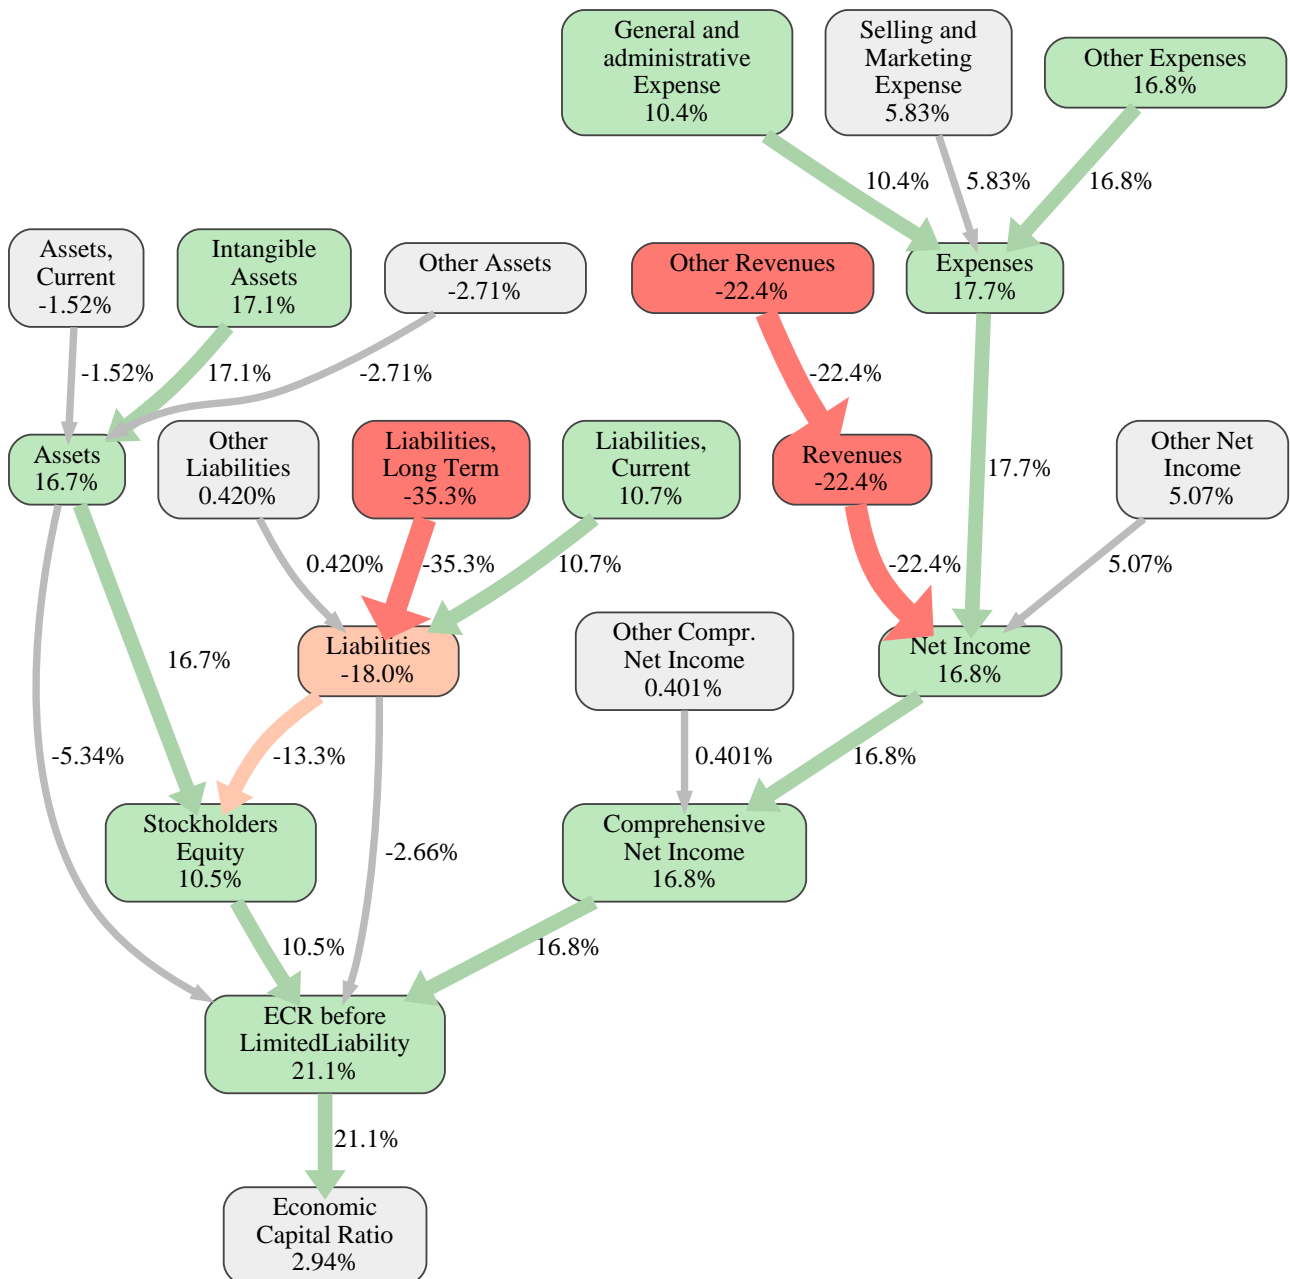 General and
administrative
Expense
10.4%
Selling and
Marketing
Expense
5.83%
Other Expenses
16.8%
10.4%
5.83%
16.8%
Assets,
Current
-1.52%
Intangible
Assets
17.1%
Other Assets
-2.71%
Other Revenues
-22.4%
Expenses
17.7%
-1.52%
17.1%
-2.71%
-22.4%
Assets
16.7%
Other
Liabilities
0.420%
Liabilities,
Long Term
-35.3%
Liabilities,
Current
10.7%
Revenues
-22.4%
17.7%
Other Net
Income
5.07%
0.420%
-35.3%
10.7%
-22.4%
5.07%
16.7%
Liabilities
-18.0%
Other Compr.
Net Income
0.401%
Net Income
16.8%
-5.34%
-13.3%
0.401%
16.8%
Stockholders
Equity
10.5%
-2.66%
Comprehensive
Net Income
16.8%
10.5%
16.8%
ECR before
LimitedLiability
21.1%
21.1%
Economic
Capital Ratio
2.94%